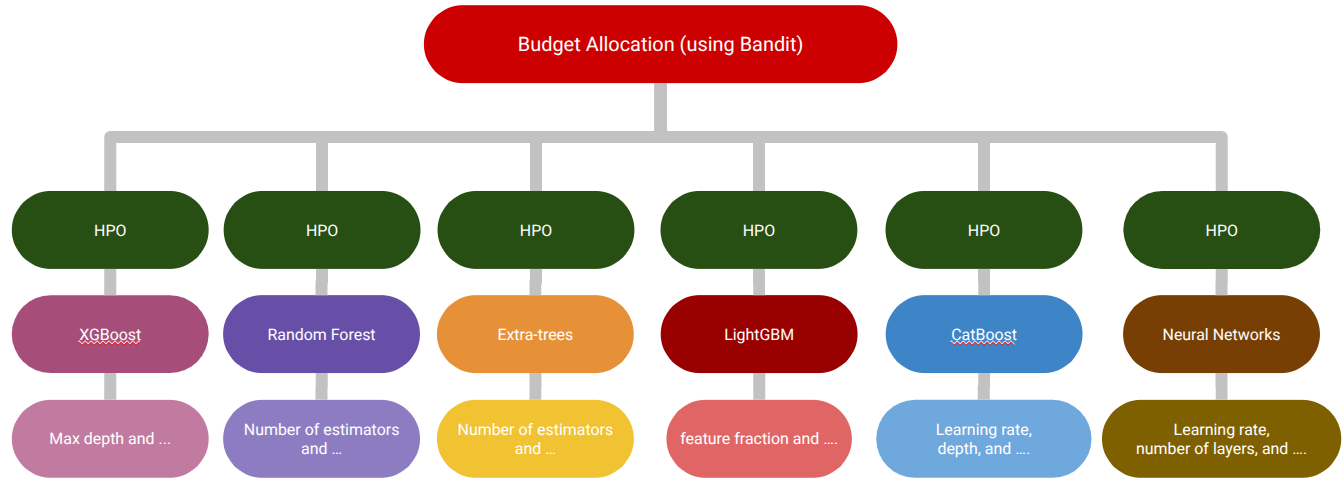 Budget Allocation (using Bandit)
HPO
HPO
HPO
HPO
HPO
HPO
XGBoost
Random Forest
Extra-trees
LightGBM
CatBoost
Neural Networks
Max depth and ...
Number of estimators
and ...
Number of estimators
and ...
feature fraction and ....
Learning rate,
depth, and ....
Learning rate,
number of layers, and ....